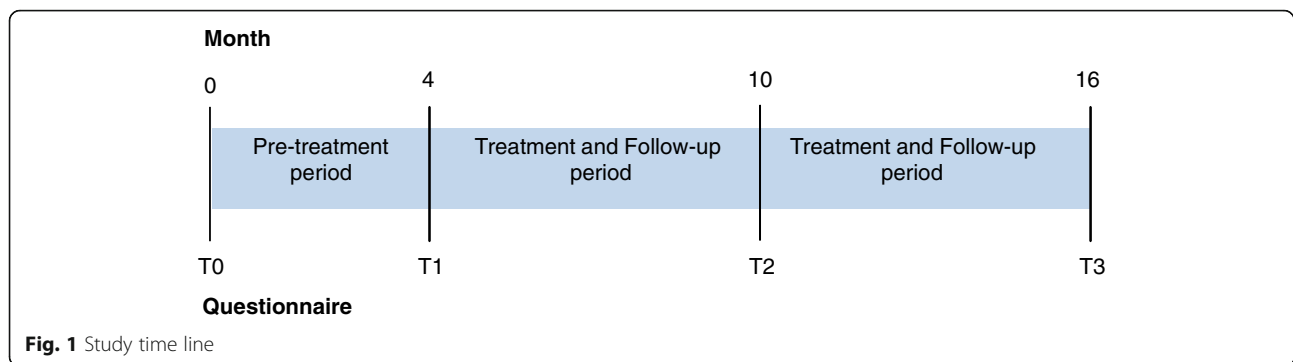 Month
0 4 10 16
Pre-treatment period
Treatment and Follow-up period
Treatment and Follow-up period
T0 T1 T2 T3
Questionnaire
Fig. 1 Study time line